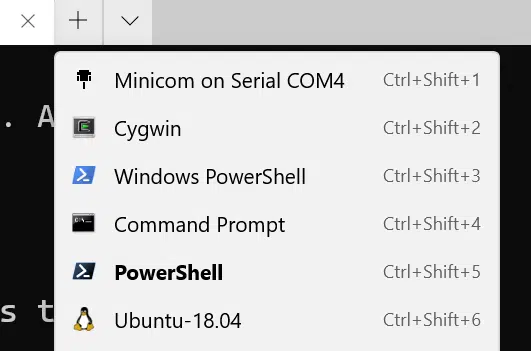 . A
Minicom on Serial COM4 Ctrl+Shift+1
Cygwin Ctrl+Shift+2
Windows PowerShell Ctrl+Shift+3
Command Prompt Ctrl+Shift+4
PowerShell Ctrl+Shift+5
s t
Ubuntu-18.04 Ctrl+Shift+6